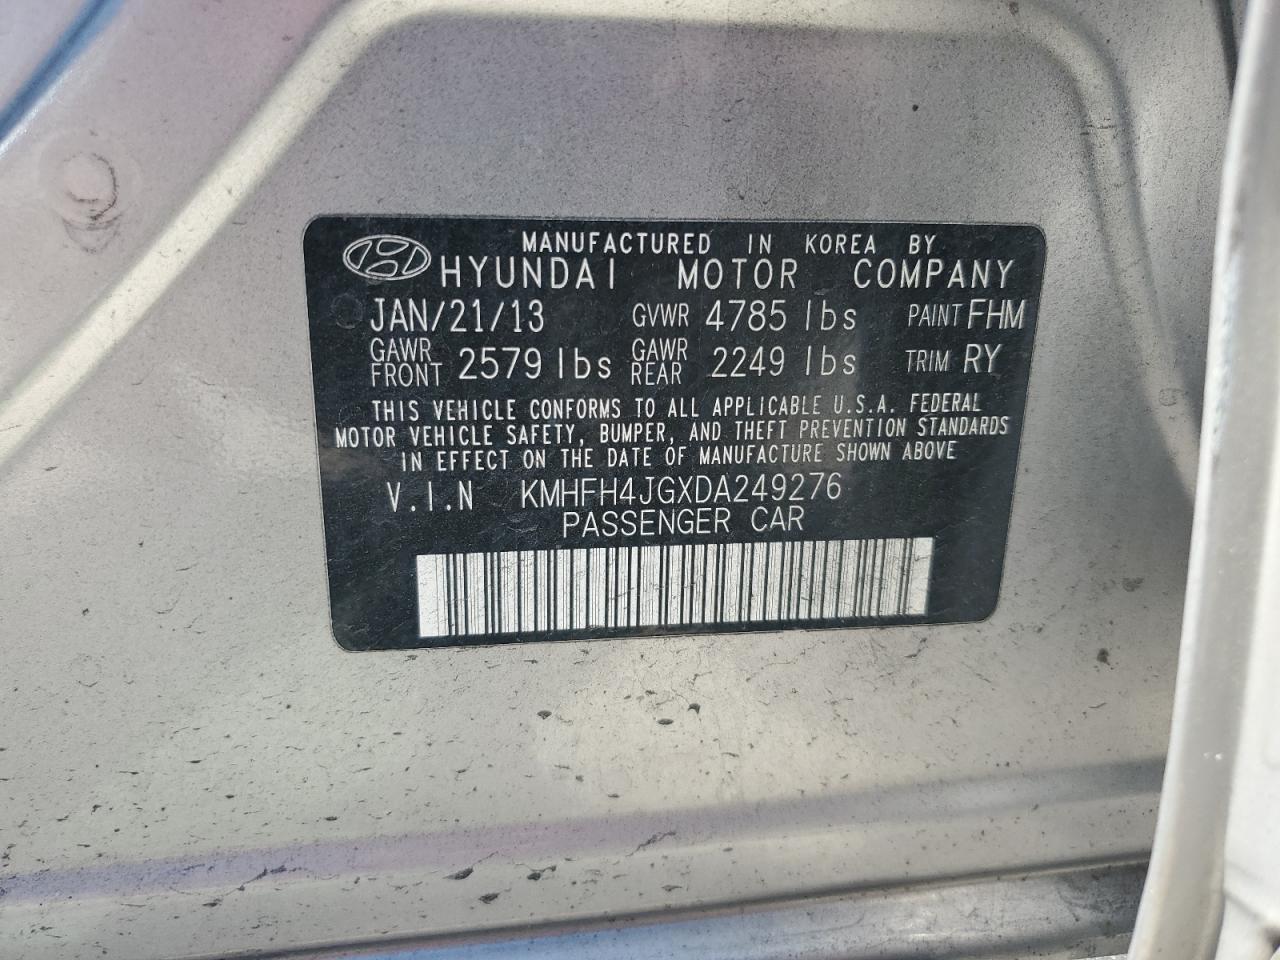 MANUFACTURED IN KOREA BY
HYUNDAI MOTOR COMPANY
JAN/21/13 GVWR 4785 lbs PAINT FHM
GAWR FRONT 2579 lbs GAWR REAR 2249 lbs TRIM RY
THIS VEHICLE CONFORMS TO ALL APPLICABLE U.S.A. FEDERAL
MOTOR VEHICLE SAFETY, BUMPER, AND THEFT PREVENTION STANDARDS
IN EFFECT ON THE DATE OF MANUFACTURE SHOWN ABOVE
V.I.N KMHFH4JGXDA249276
PASSENGER CAR